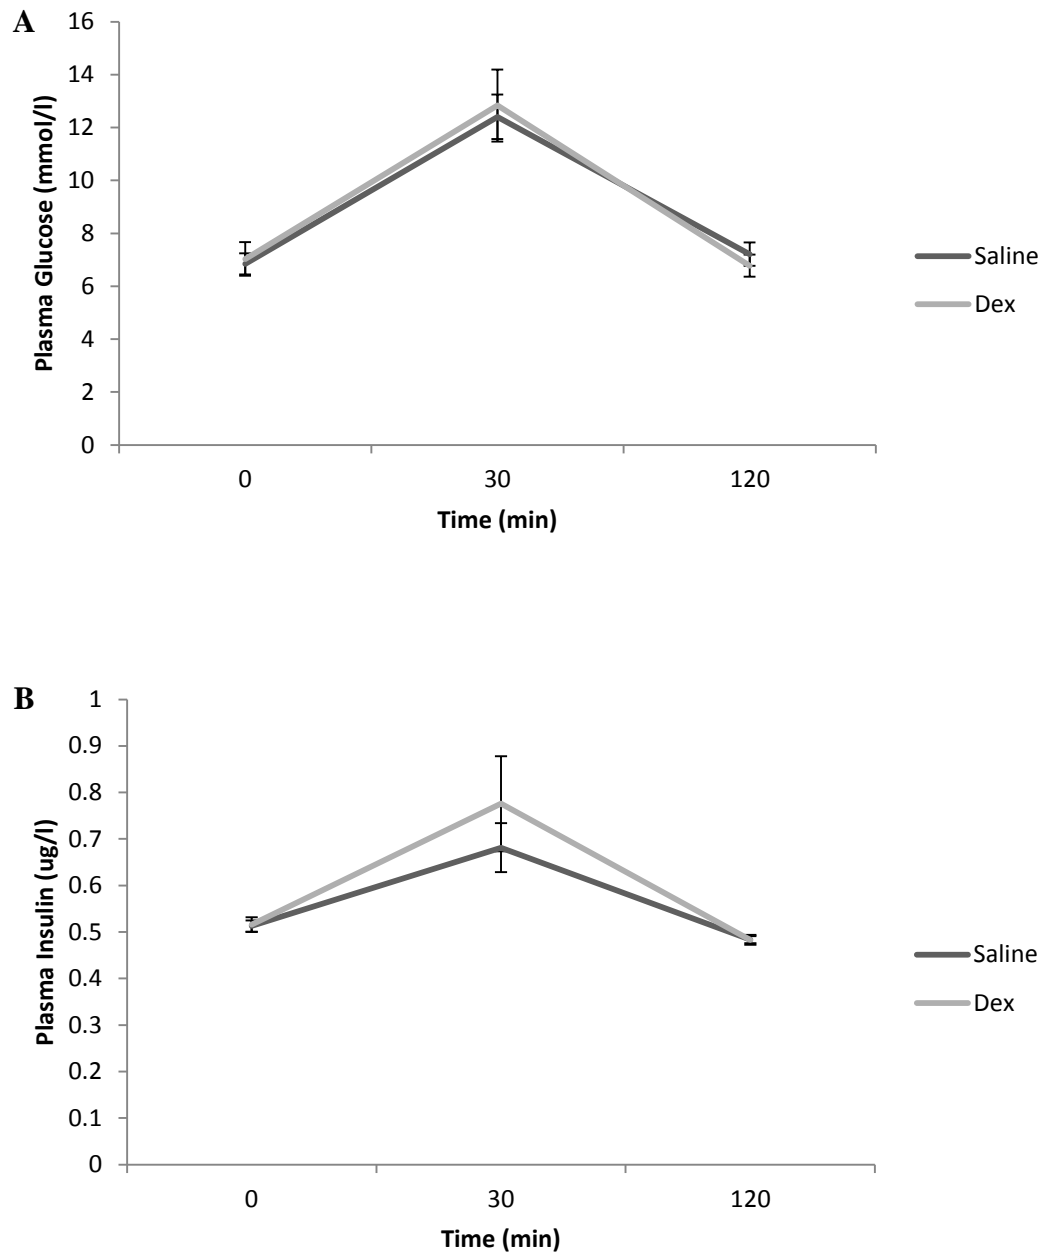 A
16
14
12
10
8
6
4
2
0
Plasma Glucose (mmol/l)
0 30 120
Time (min)
Saline
Dex
B
1
0.9
0.8
0.7
0.6
0.5
0.4
0.3
0.2
0.1
0
Plasma Insulin (ug/l)
0 30 120
Time (min)
Saline
Dex